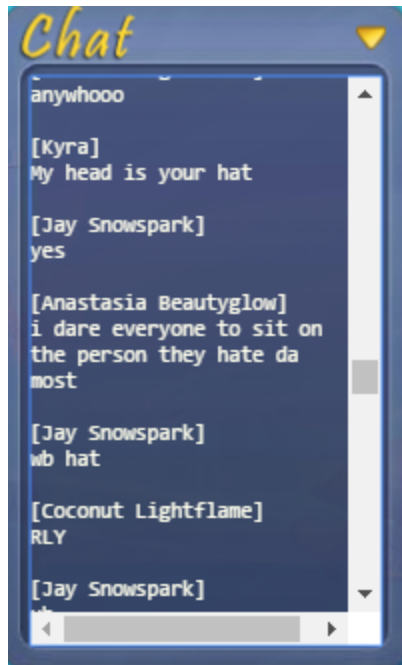 Chat
anywhooo
[Kyra]
My head is your hat
[Jay Snowspark]
yes
[Anastasia Beautyglow]
i dare everyone to sit on
the person they hate da
most
[Jay Snowspark]
wb hat
[Coconut Lightflame]
RLY
[Jay Snowspark]